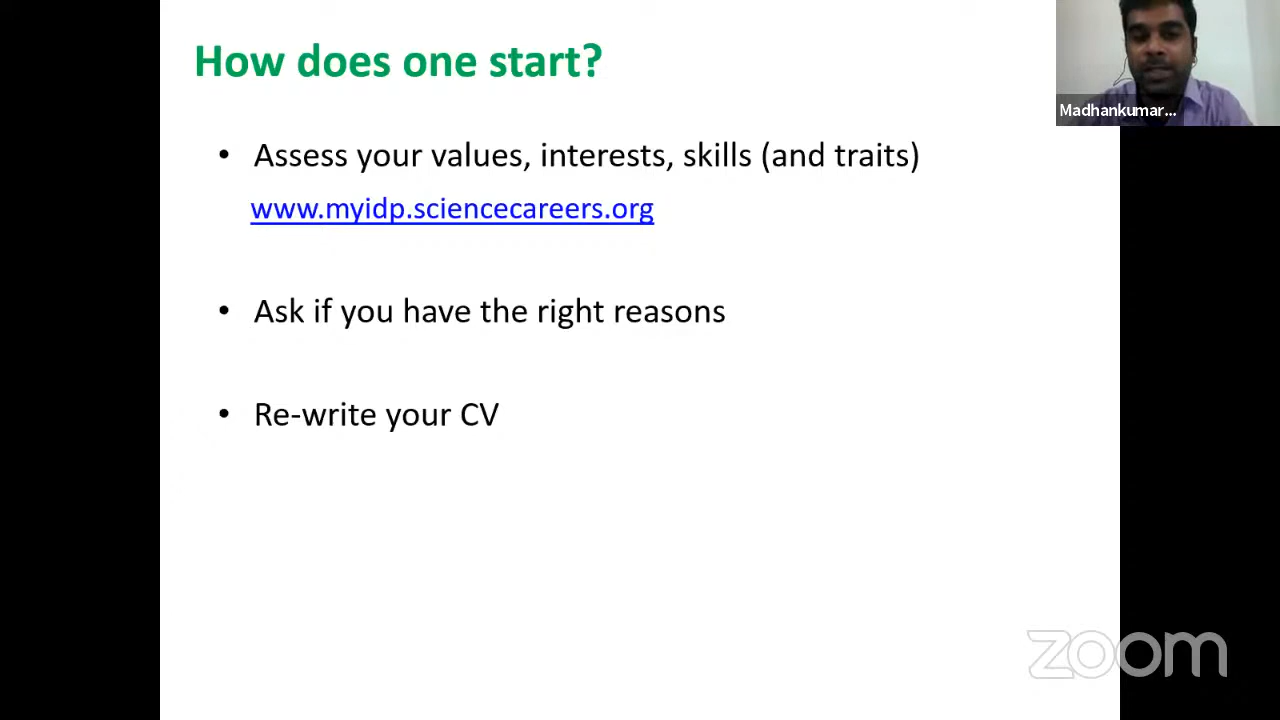 How does one start?
Madhankumar...
• Assess your values, interests, skills (and traits)
www.myidp.sciencecareers.org
• Ask if you have the right reasons
• Re-write your CV
zoom